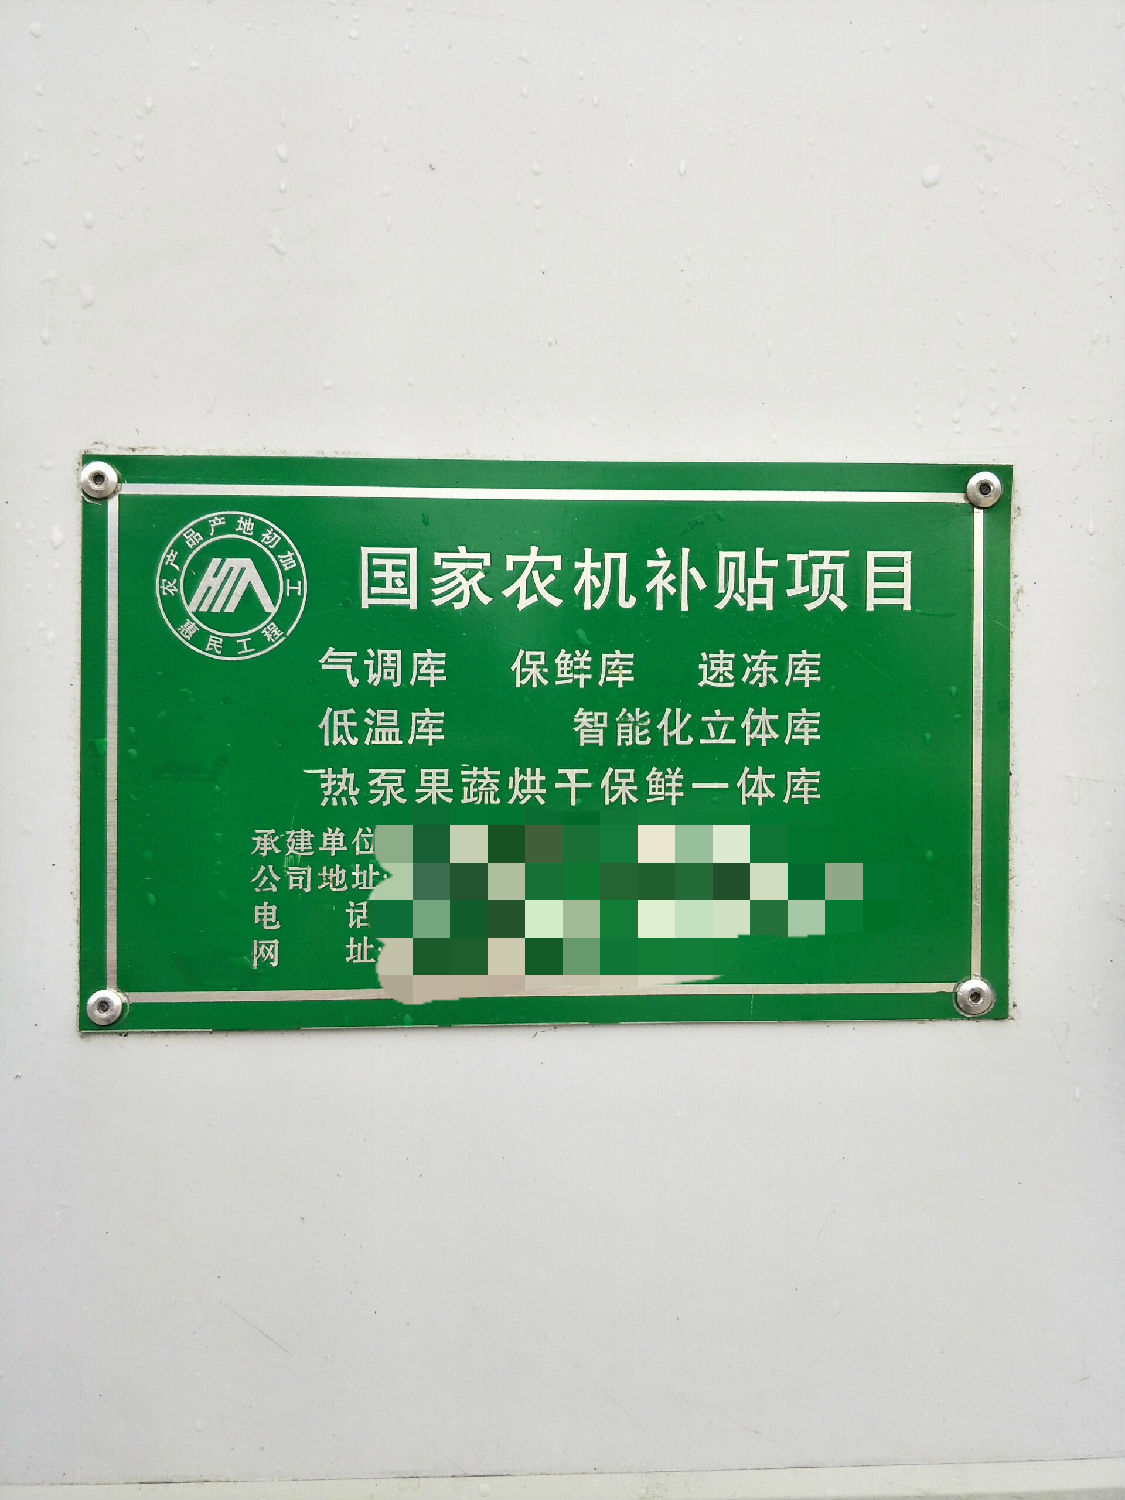 农产品产地初加工
惠民工程
国家农机补贴项目
气调库 保鲜库 速冻库
低温库 智能化立体库
热泵果蔬烘干保鲜一体库
承建单位
公司地址:
电 话
网 址: